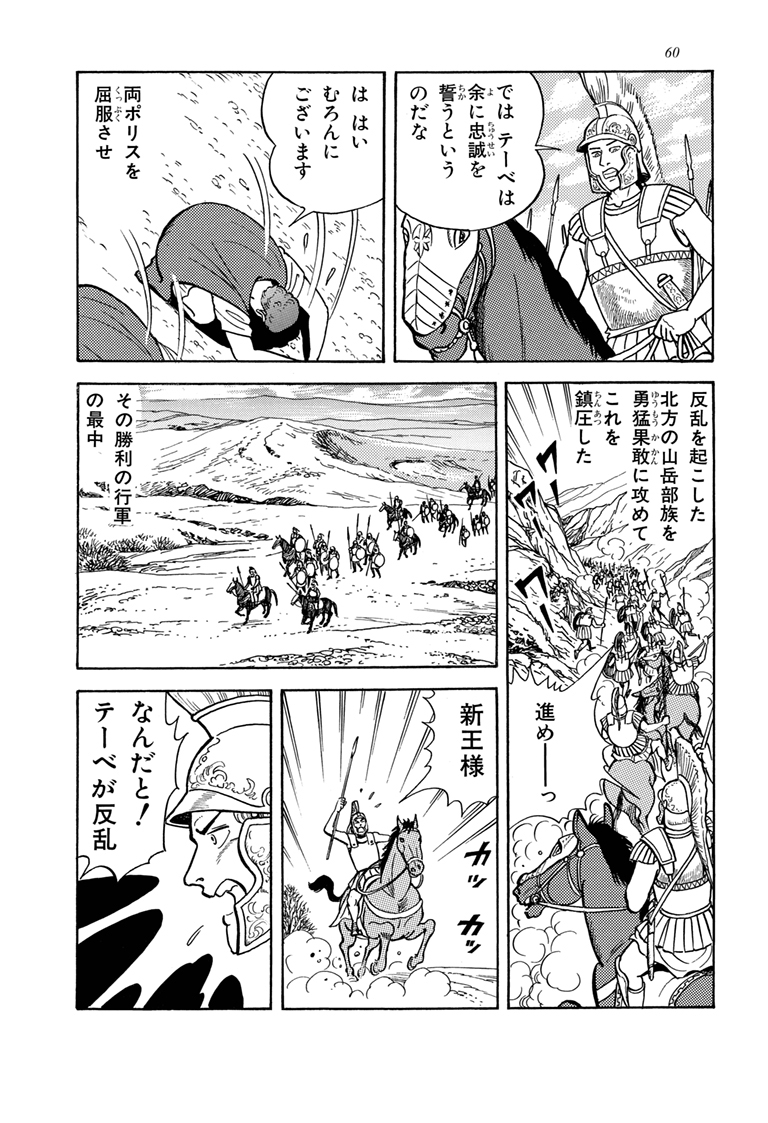 60
では テーベは
余に忠誠を
誓うという
のだな
は はい
むろんに
ございます
両ポリスを
屈服させ
反乱を起こした
北方の山岳部族を
勇猛果敢に攻めて
これを
鎮圧した
ワー
ワー
進め——っ
その勝利の行軍
の最中
新王様
カッ
カッ
なんだと!
テーベが反乱